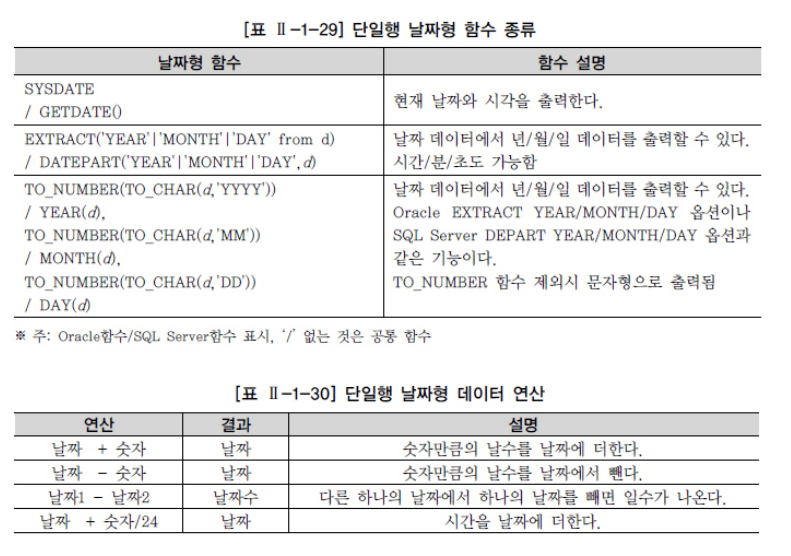 [표 Ⅱ-1-29] 단일행 날짜형 함수 종류
날짜형 함수 함수 설명
SYSDATE
/ GETDATE()
현재 날짜와 시각을 출력한다.
EXTRACT('YEAR'|'MONTH'|'DAY' from d)
/ DATEPART('YEAR'|'MONTH'|'DAY',d)
날짜 데이터에서 년/월/일 데이터를 출력할 수 있다.
시간/분/초도 가능함
TO_NUMBER(TO_CHAR(d,'YYYY'))
/ YEAR(d),
TO_NUMBER(TO_CHAR(d,'MM'))
/ MONTH(d),
TO_NUMBER(TO_CHAR(d,'DD'))
/ DAY(d)
날짜 데이터에서 년/월/일 데이터를 출력할 수 있다.
Oracle EXTRACT YEAR/MONTH/DAY 옵션이나
SQL Server DEPART YEAR/MONTH/DAY 옵션과
같은 기능이다.
TO_NUMBER 함수 제외시 문자형으로 출력됨
※ 주: Oracle함수/SQL Server함수 표시, ‘/’ 없는 것은 공통 함수
[표 Ⅱ-1-30] 단일행 날짜형 데이터 연산
연산 결과 설명
날짜 + 숫자 날짜 숫자만큼의 날수를 날짜에 더한다.
날짜 - 숫자 날짜 숫자만큼의 날수를 날짜에서 뺀다.
날짜1 - 날짜2 날짜수 다른 하나의 날짜에서 하나의 날짜를 빼면 일수가 나온다.
날짜 + 숫자/24 날짜 시간을 날짜에 더한다.